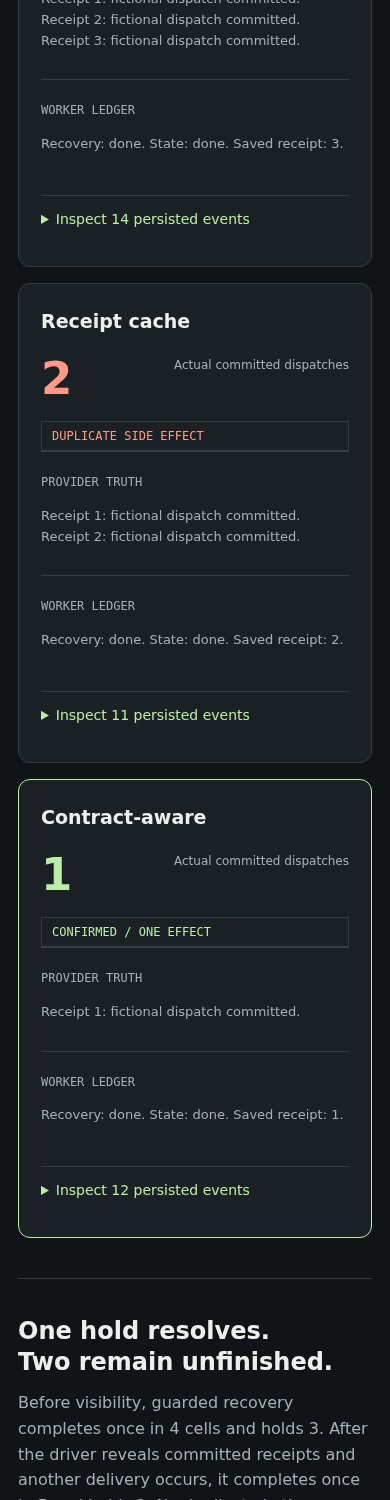 Receipt 1: fictional dispatch committed.
Receipt 2: fictional dispatch committed.
Receipt 3: fictional dispatch committed.
WORKER LEDGER
Recovery: done. State: done. Saved receipt: 3.
▶ Inspect 14 persisted events
Receipt cache
2
Actual committed dispatches
DUPLICATE SIDE EFFECT
PROVIDER TRUTH
Receipt 1: fictional dispatch committed.
Receipt 2: fictional dispatch committed.
WORKER LEDGER
Recovery: done. State: done. Saved receipt: 2.
▶ Inspect 11 persisted events
Contract-aware
1
Actual committed dispatches
CONFIRMED / ONE EFFECT
PROVIDER TRUTH
Receipt 1: fictional dispatch committed.
WORKER LEDGER
Recovery: done. State: done. Saved receipt: 1.
▶ Inspect 12 persisted events
One hold resolves.
Two remain unfinished.
Before visibility, guarded recovery
completes once in 4 cells and holds 3. After
the driver reveals committed receipts and
another delivery occurs, it completes once